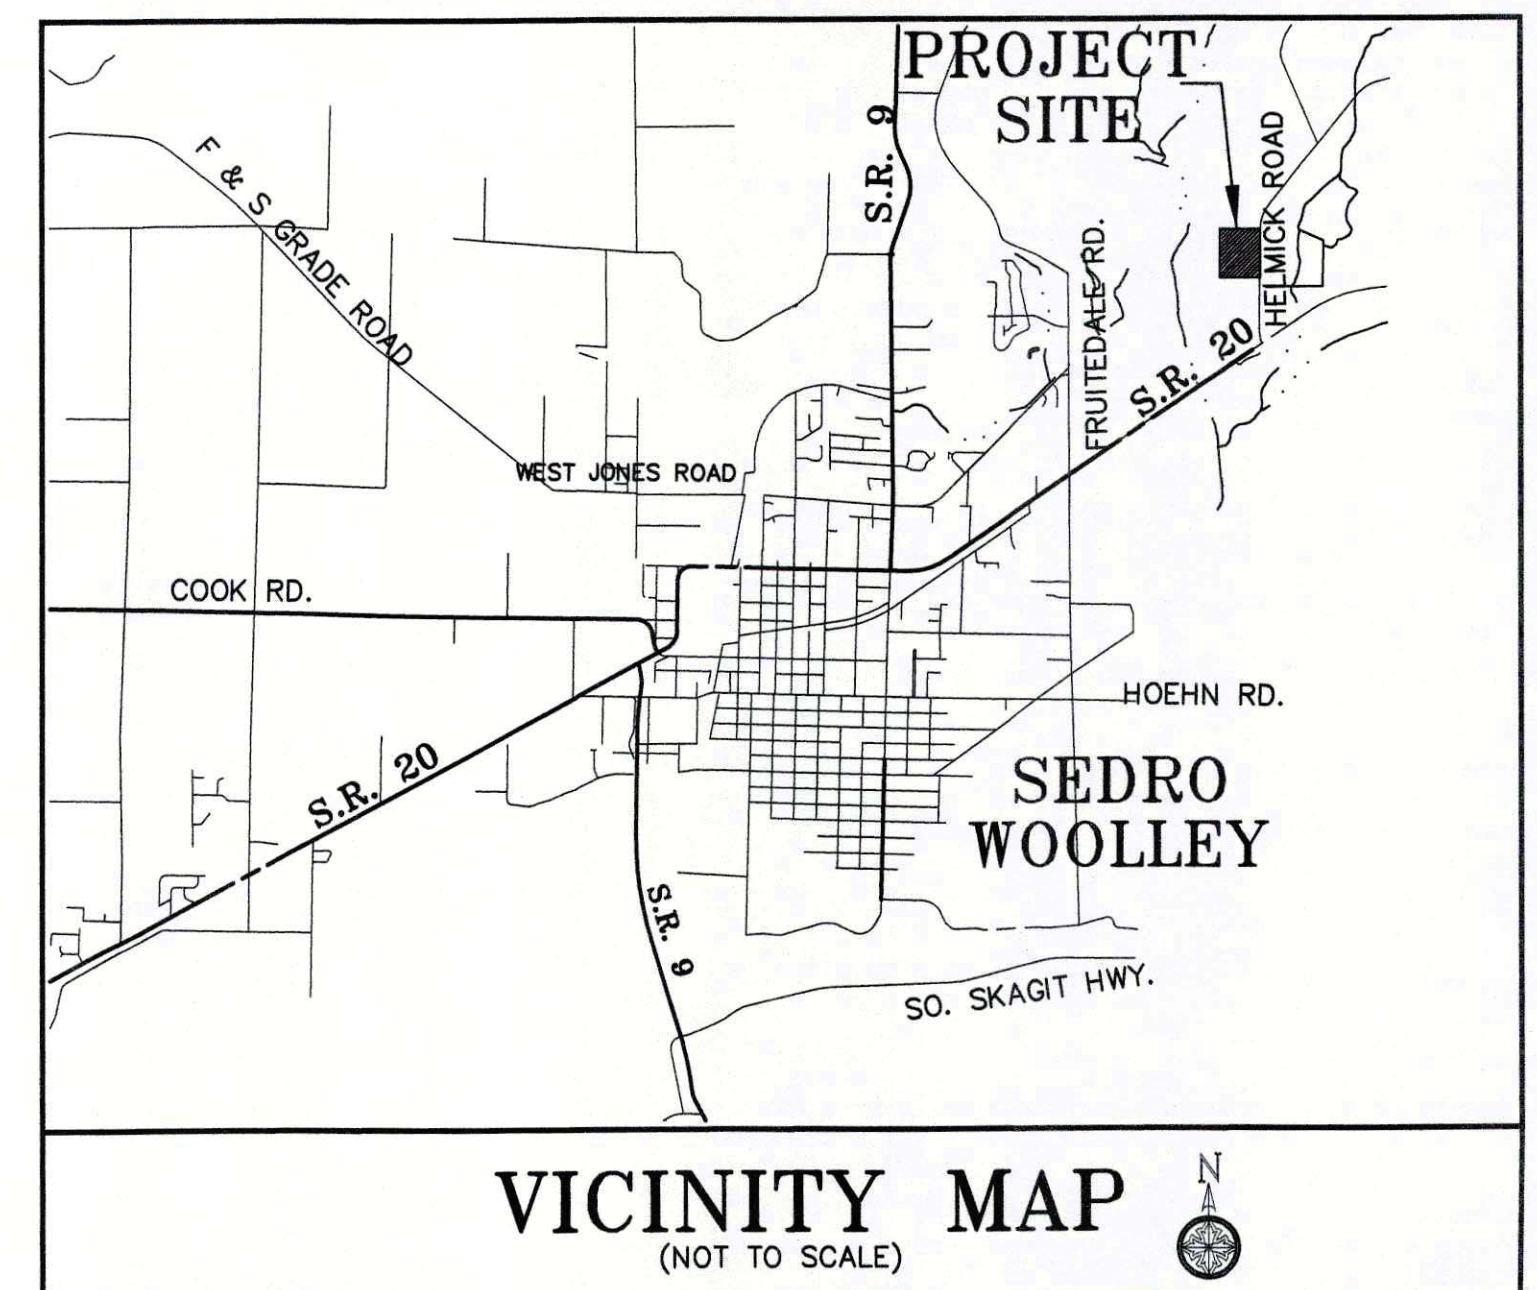 PROJECT
SITE
S.R. 9
F & S GRADE ROAD
HELMICK ROAD
FRUITEDALE RD.
S.R. 20
WEST JONES ROAD
COOK RD.
HOEHN RD.
S.R. 20
SEDRO
WOOLLEY
S.R. 9
SO. SKAGIT HWY.
VICINITY MAP
(NOT TO SCALE)
N